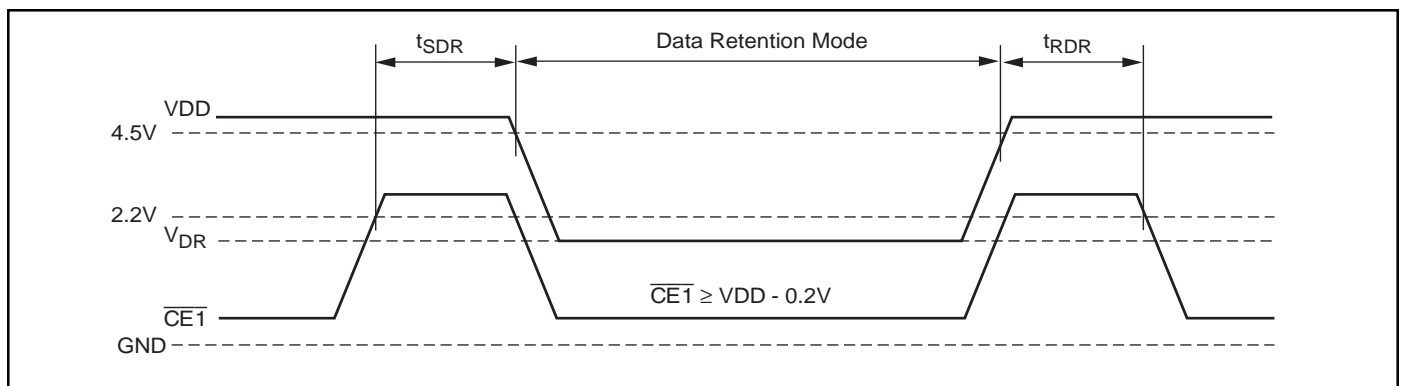 tSDR Data Retention Mode tRDR
VDD
4.5V
2.2V
VDR
CE1 ≥ VDD - 0.2V
CE1
GND